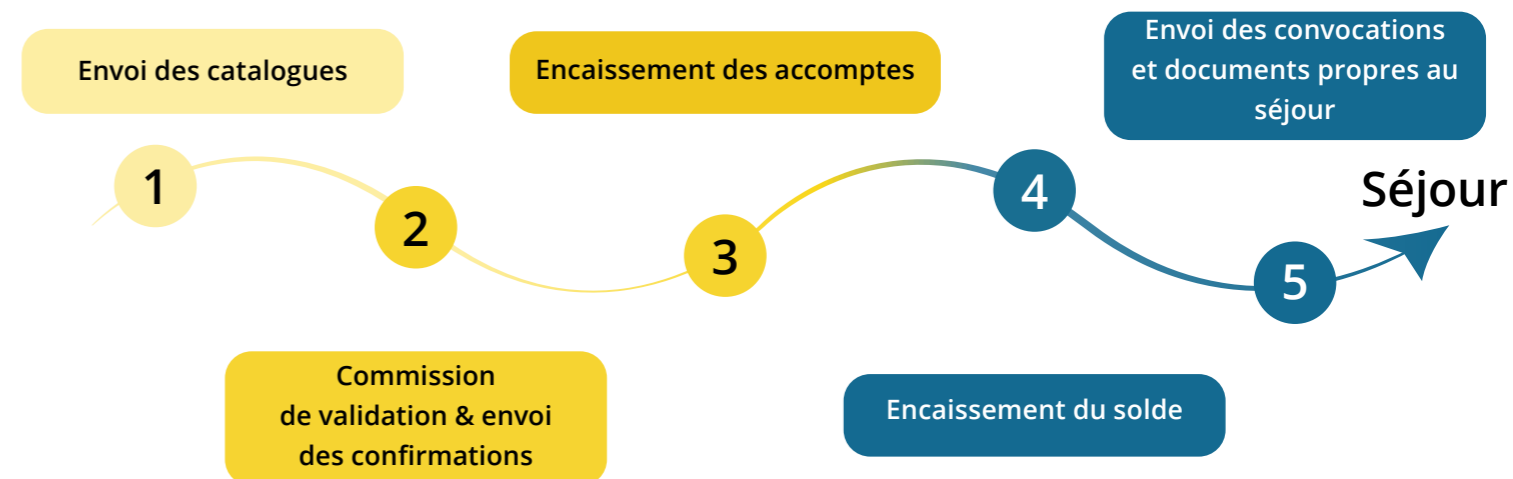 Envoi des catalogues
1
Commission
de validation & envoi
des confirmations
2
Encaissement des accomptes
3
Encaissement du solde
4
Envoi des convocations
et documents propres au
séjour
5
Séjour